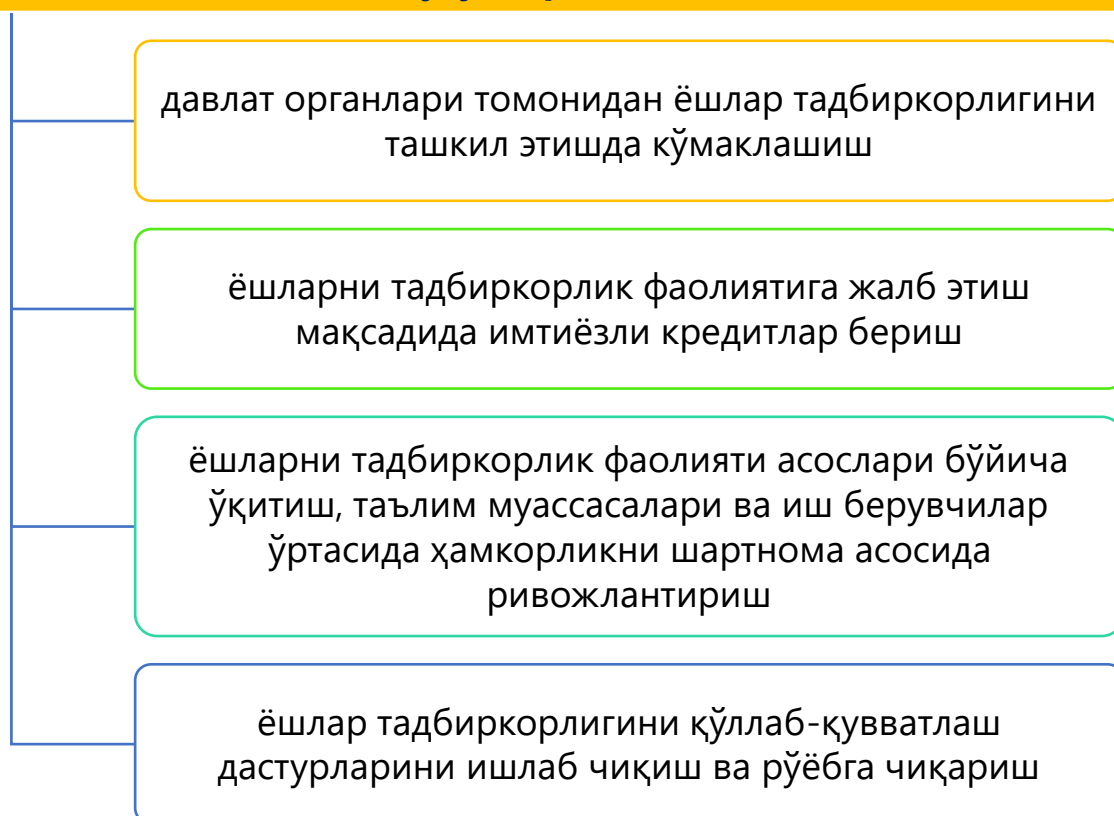 давлат органлари томонидан ёшлар тадбиркорлигини
ташкил этишда кўмаклашиш
ёшларни тадбиркорлик фаолиятига жалб этиш
мақсадида имтиёзли кредитлар бериш
ёшларни тадбиркорлик фаолияти асослари бўйича
ўқитиш, таълим муассасалари ва иш берувчилар
ўртасида ҳамкорликни шартнома асосида
ривожлантириш
ёшлар тадбиркорлигини қўллаб-қувватлаш
дастурларини ишлаб чиқиш ва рўёбга чиқариш